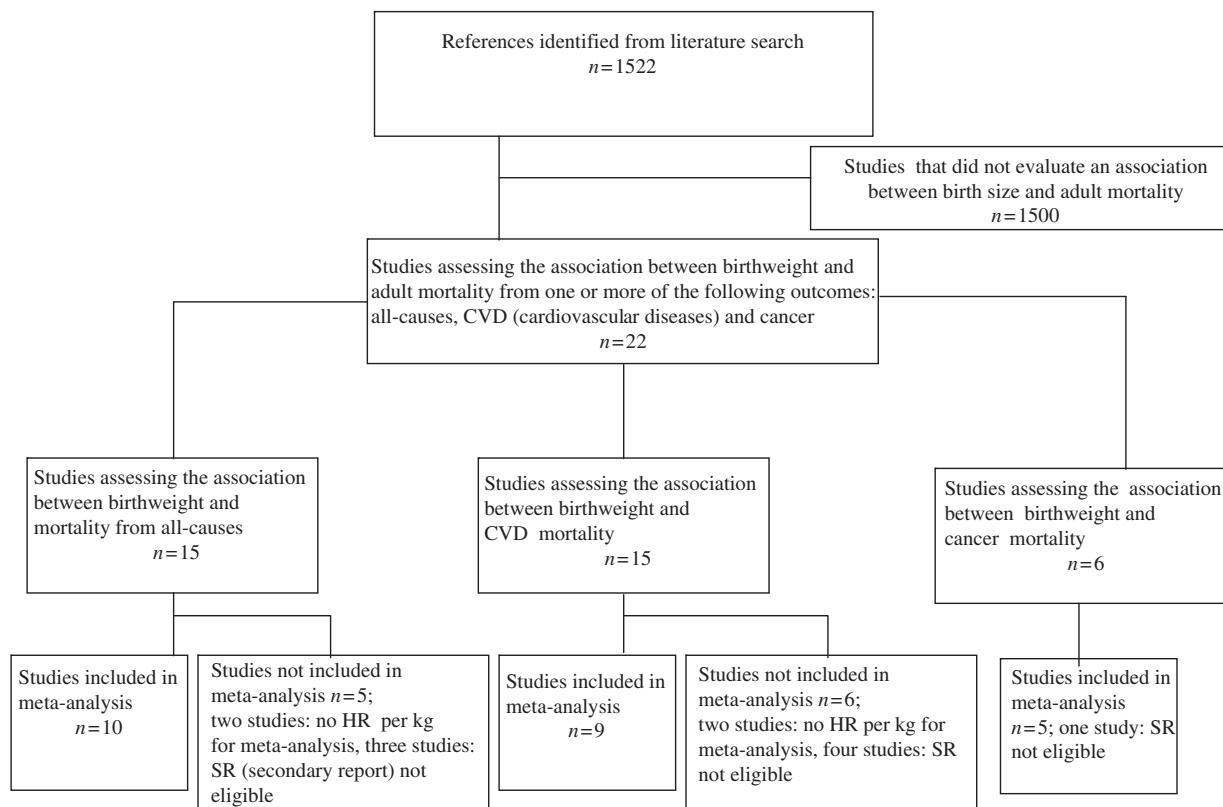 References identified from literature search
n=1522
Studies that did not evaluate an association
between birth size and adult mortality
n=1500
Studies assessing the association between birthweight and
adult mortality from one or more of the following outcomes:
all-causes, CVD (cardiovascular diseases) and cancer
n=22
Studies assessing the association
between birthweight and
mortality from all-causes
n=15
Studies assessing the association
between birthweight and
CVD mortality
n=15
Studies assessing the association
between birthweight and
cancer mortality
n=6
Studies included in
meta-analysis
n=10
Studies not included in
meta-analysis n=5;
two studies: no HR per kg
for meta-analysis, three studies:
SR (secondary report) not
eligible
Studies included in
meta-analysis
n=9
Studies not included in
meta-analysis n=6;
two studies: no HR per kg for
meta-analysis, four studies: SR
not eligible
Studies included in
meta-analysis
n=5; one study: SR
not eligible